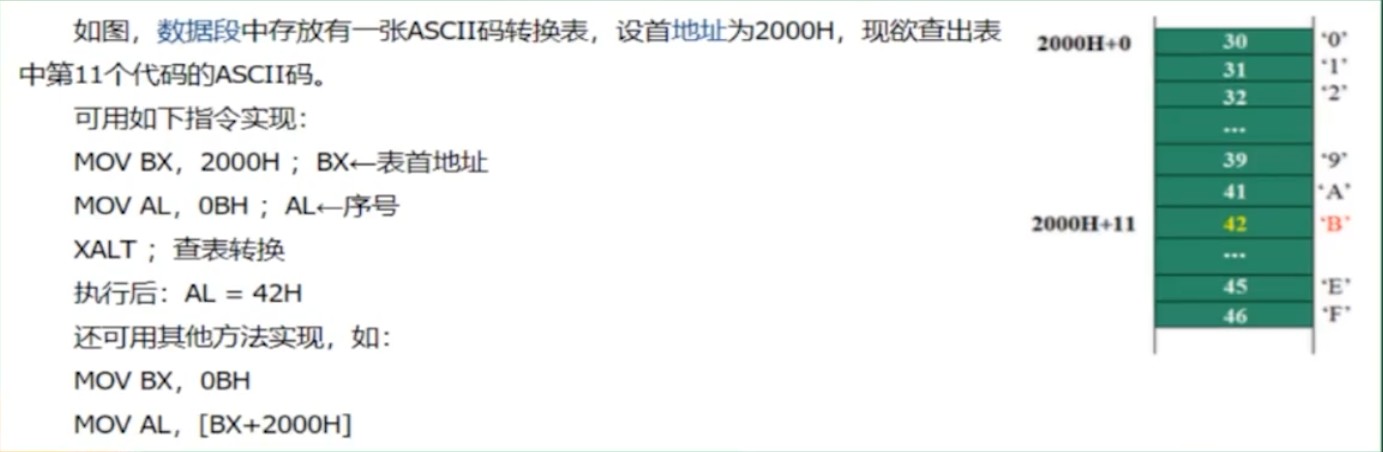 如图，数据段中存放有一张ASCII码转换表，设首地址为2000H，现欲查出表
中第11个代码的ASCII码。
可用如下指令实现：
MOV BX，2000H ；BX←表首地址
MOV AL，0BH ；AL←序号
XALT ；查表转换
执行后：AL = 42H
还可用其他方法实现，如：
MOV BX，0BH
MOV AL，[BX+2000H]
2000H+0 30 ‘0’
31 ‘1’
32 ‘2’
...
39 ‘9’
41 ‘A’
2000H+11 42 ‘B’
...
45 ‘E’
46 ‘F’